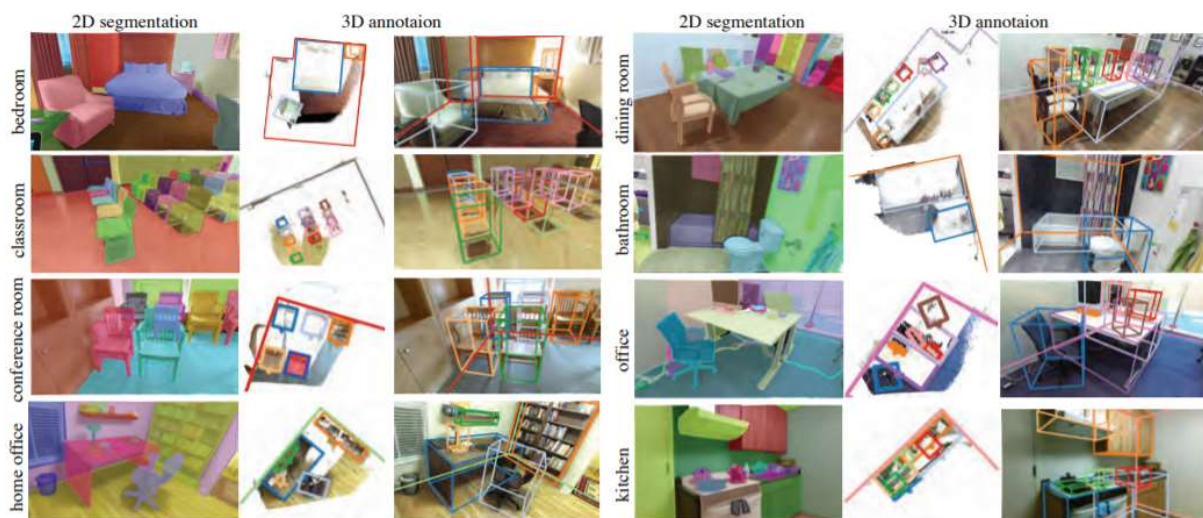 2D segmentation 3D annotaion 2D segmentation 3D annotaion
bedroom
classroom
conference room
home office
dining room
bathroom
office
kitchen